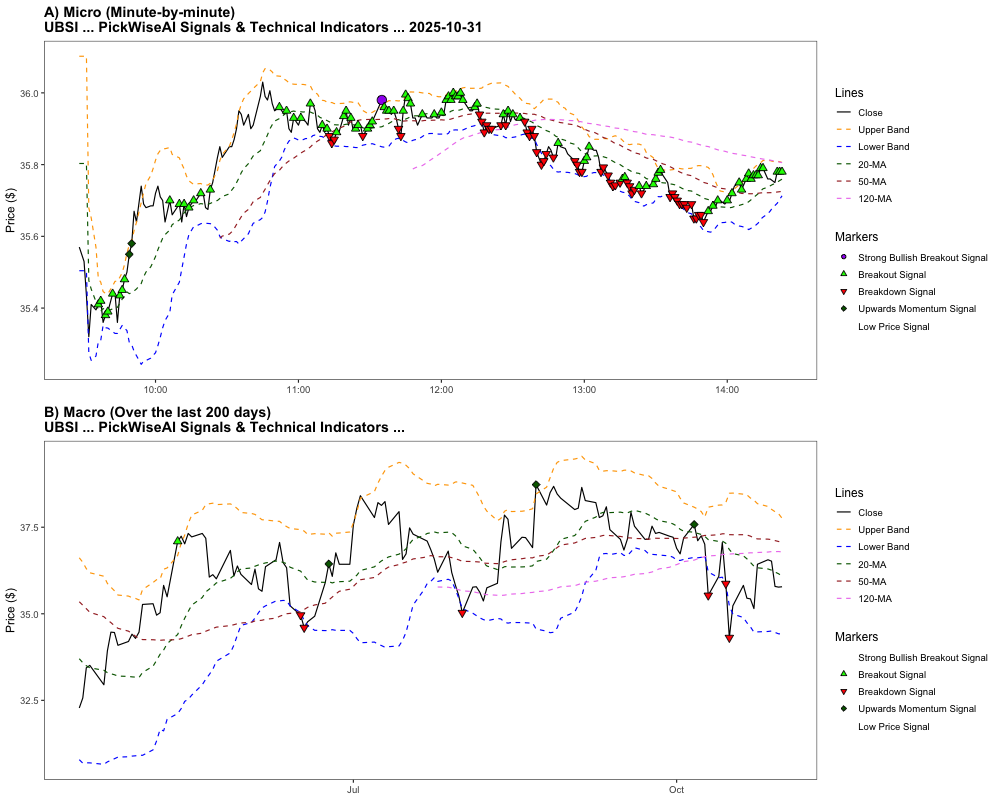 A) Micro (Minute-by-minute)
UBSI ... PickWiseAI Signals & Technical Indicators ... 2025-10-31
Price ($)
36.0
35.8
35.6
35.4
10:00
11:00
12:00
13:00
14:00
Lines
Close
Upper Band
Lower Band
20-MA
50-MA
120-MA
Markers
Strong Bullish Breakout Signal
Breakout Signal
Breakdown Signal
Upwards Momentum Signal
Low Price Signal
B) Macro (Over the last 200 days)
UBSI ... PickWiseAI Signals & Technical Indicators ...
Price ($)
37.5
35.0
32.5
Jul
Oct
Lines
Close
Upper Band
Lower Band
20-MA
50-MA
120-MA
Markers
Strong Bullish Breakout Signal
Breakout Signal
Breakdown Signal
Upwards Momentum Signal
Low Price Signal